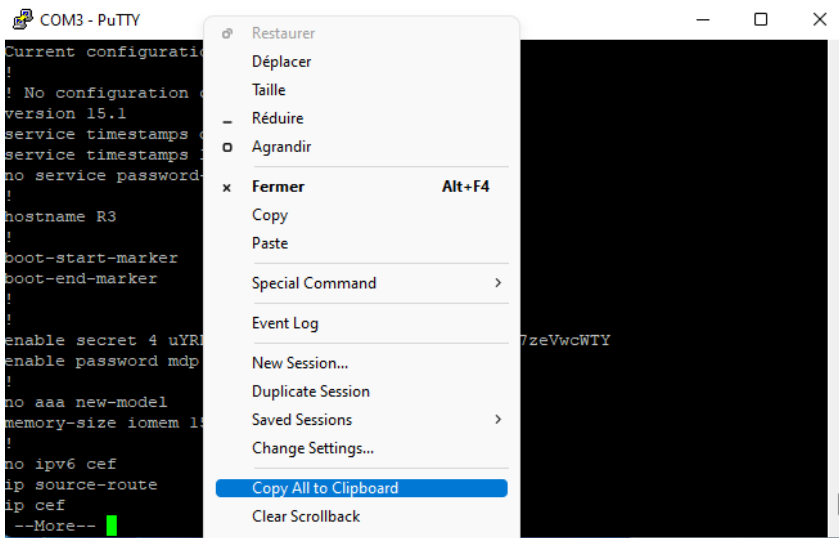 COM3 - PuTTY
Current configuratio
!
! No configuration
version 15.1
service timestamps
service timestamps
no service password-
!
hostname R3
!
boot-start-marker
boot-end-marker
!
!
enable secret 4 7zeVwcWTY
enable password mdp
!
no aaa new-model
memory-size iomem
!
no ipv6 cef
ip source-route
ip cef
--More--
Restaurer
Déplacer
Taille
Réduire
Agrandir
Fermer Alt+F4
Copy
Paste
Special Command
Event Log
New Session...
Duplicate Session
Saved Sessions
Change Settings...
Copy All to Clipboard
Clear Scrollback